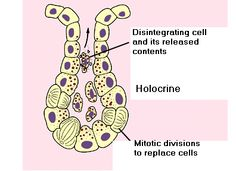 Disintegrating cell
and its released
contents
Holocrine
Mitotic divisions
to replace cells